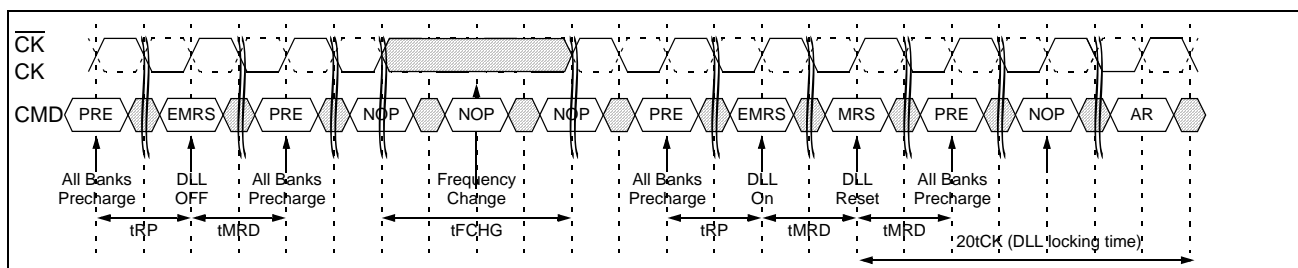 CK
CK
CMD PRE EMRS PRE NOP NOP NOP PRE EMRS MRS PRE NOP AR
All Banks DLL All Banks Frequency All Banks DLL DLL All Banks
Precharge OFF Precharge Change Precharge On Reset Precharge
tRP tMRD tFCHG tRP tMRD tMRD
20tCK (DLL locking time)